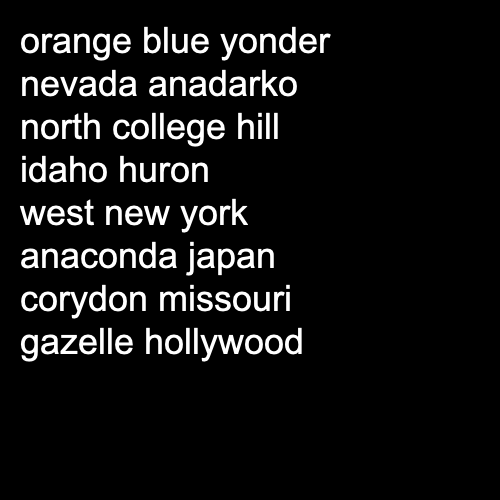 orange blue yonder
nevada anadarko
north college hill
idaho huron
west new york
anaconda japan
corydon missouri
gazelle hollywood